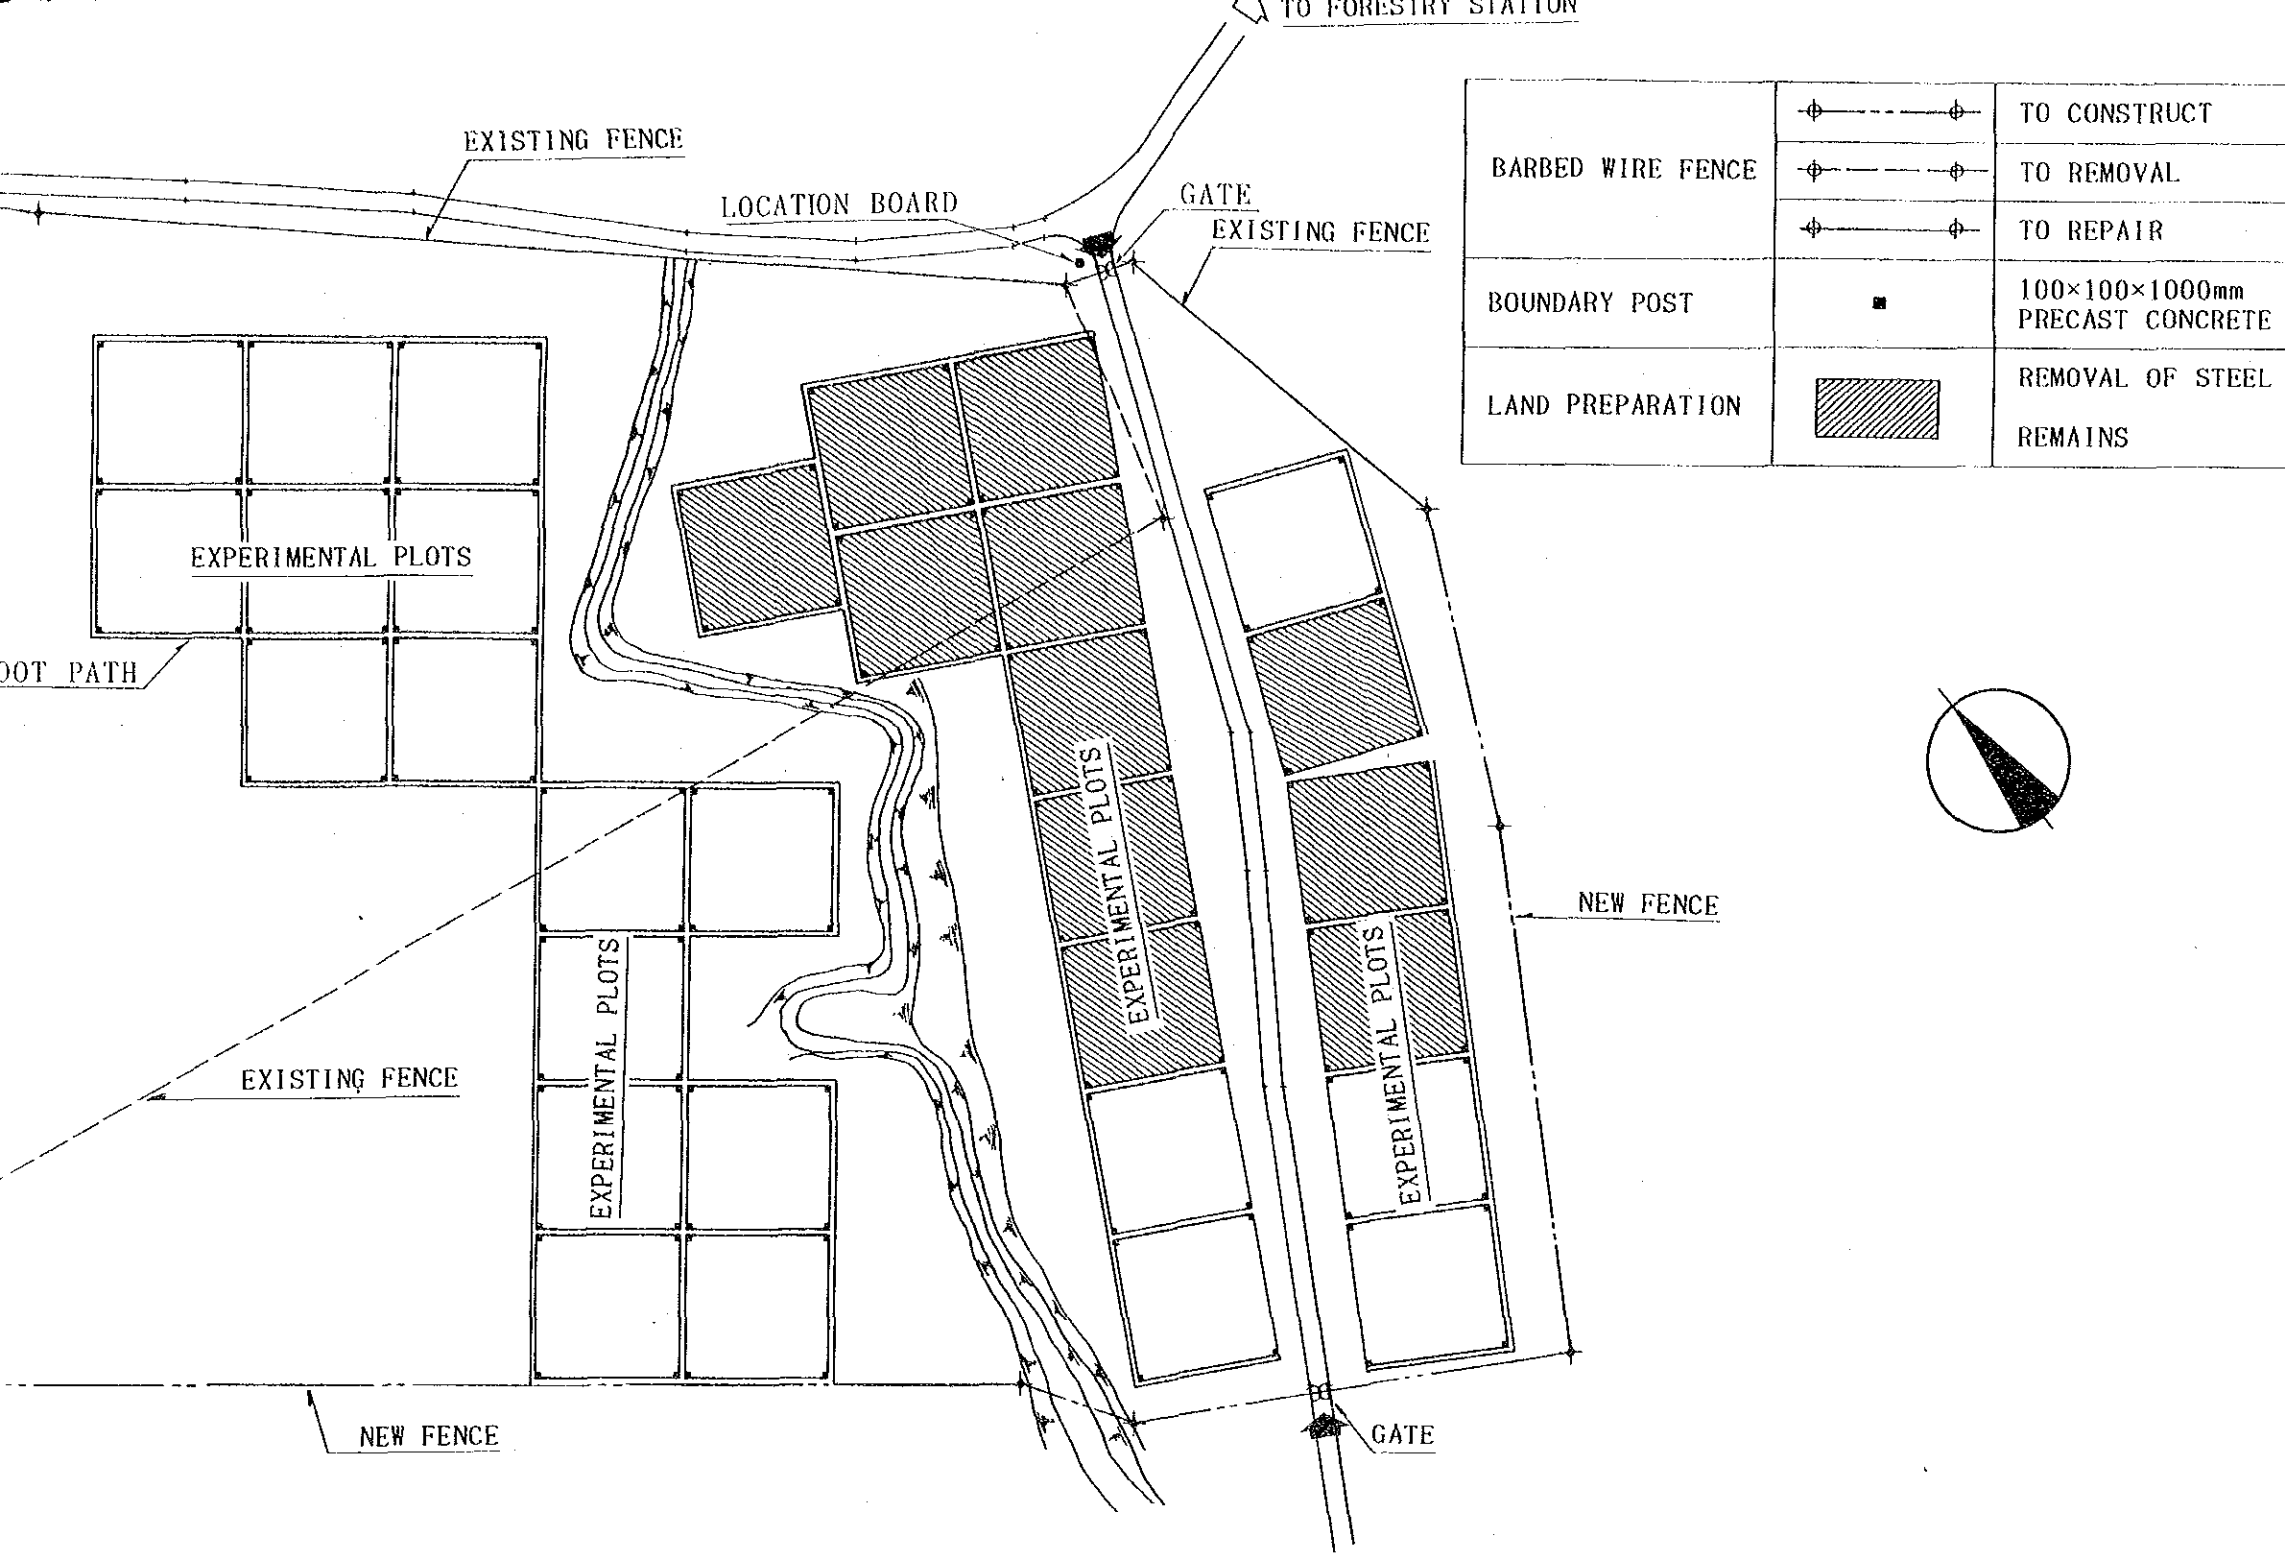 TO FORESTRY STATION
EXISTING FENCE
LOCATION BOARD
GATE
EXISTING FENCE
BARBED WIRE FENCE
TO CONSTRUCT
TO REMOVAL
TO REPAIR
BOUNDARY POST
100×100×1000mm
PRECAST CONCRETE
LAND PREPARATION
REMOVAL OF STEEL
REMAINS
EXPERIMENTAL PLOTS
OOT PATH
EXPERIMENTAL PLOTS
EXPERIMENTAL PLOTS
EXPERIMENTAL PLOTS
NEW FENCE
EXISTING FENCE
NEW FENCE
GATE